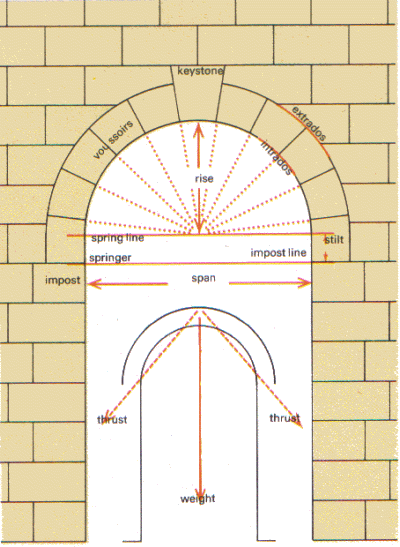 keystone
extrados
voussoirs
intrados
rise
spring line
stilt
springer
impost line
impost
span
thrust
thrust
weight